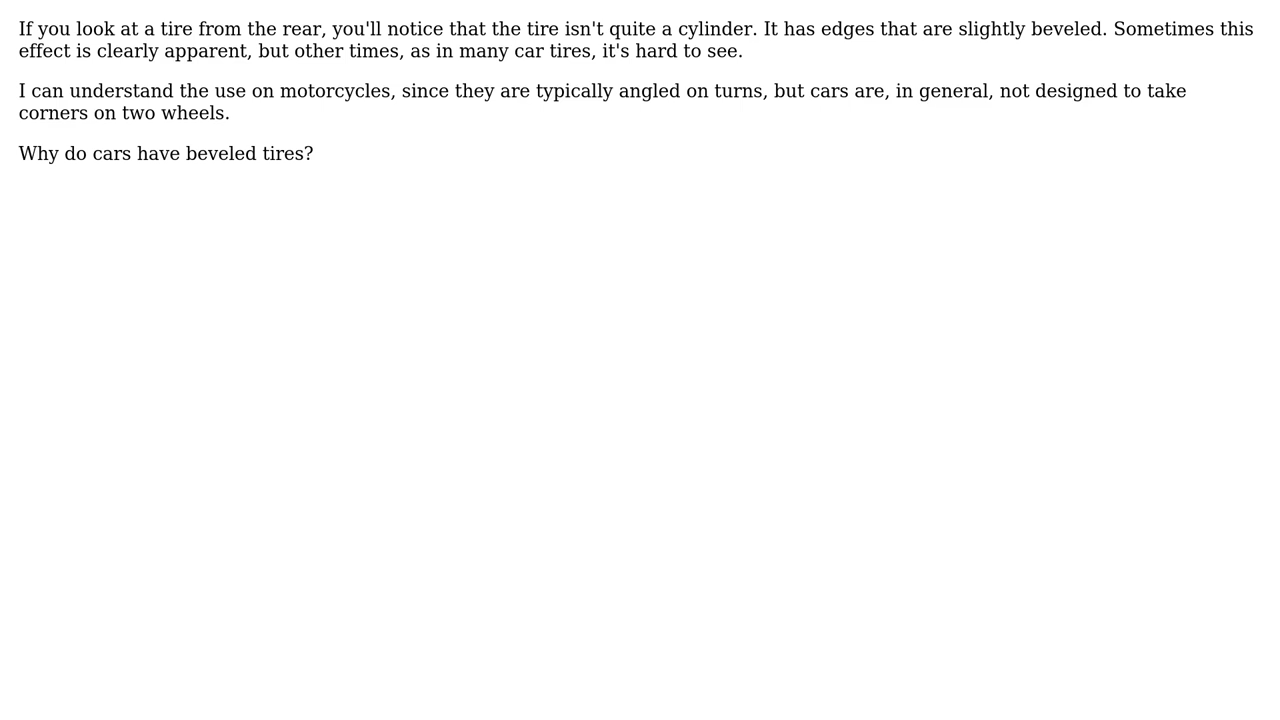 If you look at a tire from the rear, you'll notice that the tire isn't quite a cylinder. It has edges that are slightly beveled. Sometimes this
effect is clearly apparent, but other times, as in many car tires, it's hard to see.
I can understand the use on motorcycles, since they are typically angled on turns, but cars are, in general, not designed to take
corners on two wheels.
Why do cars have beveled tires?